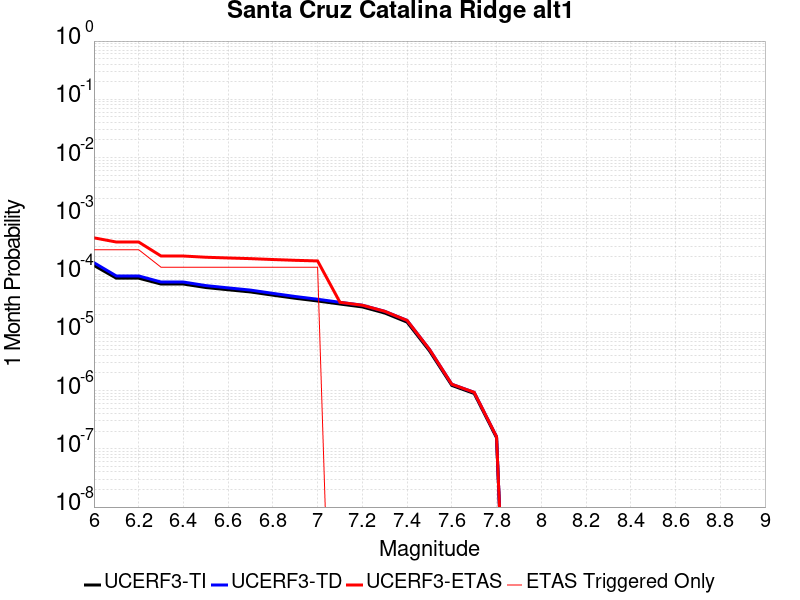 Santa Cruz Catalina Ridge alt1
10^0
10^-1
10^-2
10^-3
10^-4
10^-5
10^-6
10^-7
10^-8
1 Month Probability
6 6.2 6.4 6.6 6.8 7 7.2 7.4 7.6 7.8 8 8.2 8.4 8.6 8.8 9
Magnitude
UCERF3-TI UCERF3-TD UCERF3-ETAS ETAS Triggered Only